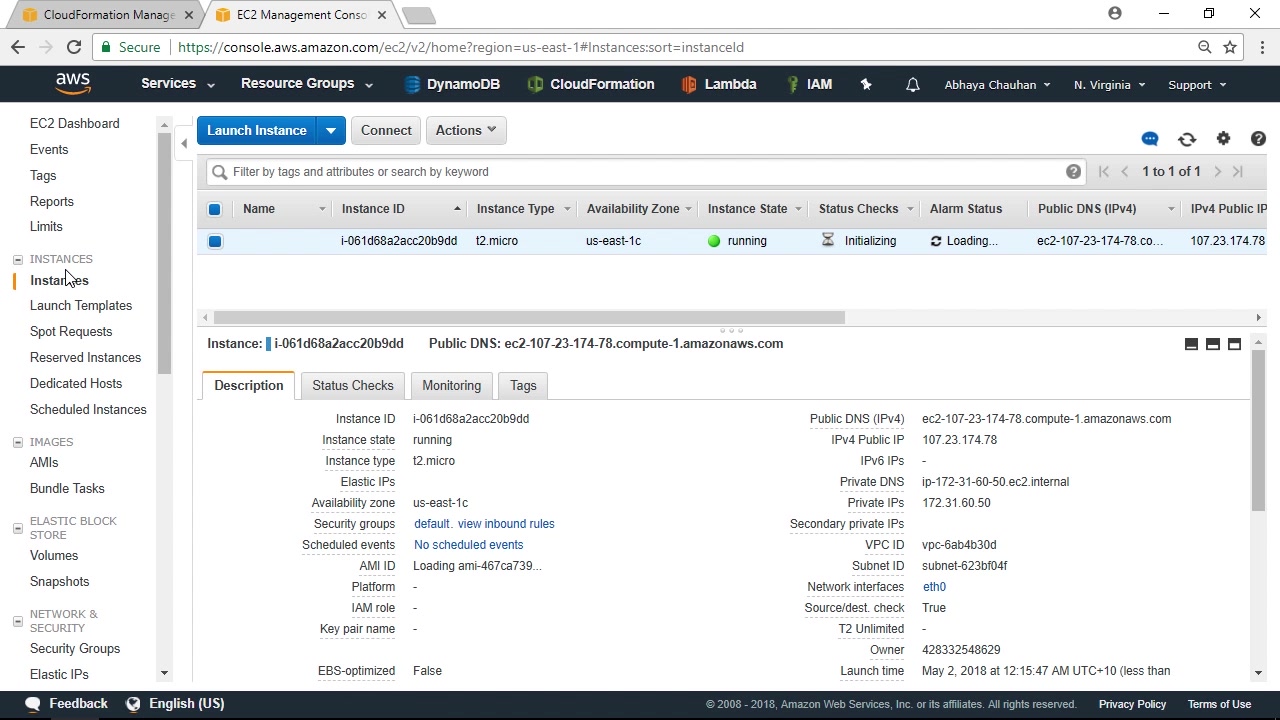 CloudFormation Manage
EC2 Management Conso
Secure https://console.aws.amazon.com/ec2/v2/home?region=us-east-1#Instances:sort=instanceId
aws Services Resource Groups DynamoDB CloudFormation Lambda IAM Abhaya Chauhan N. Virginia Support
EC2 Dashboard
Events
Tags
Reports
Limits
INSTANCES
Instances
Launch Templates
Spot Requests
Reserved Instances
Dedicated Hosts
Scheduled Instances
IMAGES
AMIs
Bundle Tasks
ELASTIC BLOCK
STORE
Volumes
Snapshots
NETWORK &
SECURITY
Security Groups
Elastic IPs
Launch Instance Connect Actions
Filter by tags and attributes or search by keyword 1 to 1 of 1
Name Instance ID Instance Type Availability Zone Instance State Status Checks Alarm Status Public DNS (IPv4) IPv4 Public IP
i-061d68a2acc20b9dd t2.micro us-east-1c running Initializing Loading... ec2-107-23-174-78.co... 107.23.174.78
Instance: i-061d68a2acc20b9dd Public DNS: ec2-107-23-174-78.compute-1.amazonaws.com
Description Status Checks Monitoring Tags
Instance ID i-061d68a2acc20b9dd
Instance state running
Instance type t2.micro
Elastic IPs
Availability zone us-east-1c
Security groups default. view inbound rules
Scheduled events No scheduled events
AMI ID Loading ami-467ca739...
Platform -
IAM role -
Key pair name -
EBS-optimized False
Public DNS (IPv4) ec2-107-23-174-78.compute-1.amazonaws.com
IPv4 Public IP 107.23.174.78
IPv6 IPs -
Private DNS ip-172-31-60-50.ec2.internal
Private IPs 172.31.60.50
Secondary private IPs
VPC ID vpc-6ab4b30d
Subnet ID subnet-623bf04f
Network interfaces eth0
Source/dest. check True
T2 Unlimited -
Owner 428332548629
Launch time May 2, 2018 at 12:15:47 AM UTC+10 (less than
Feedback English (US) © 2008 - 2018, Amazon Web Services, Inc. or its affiliates. All rights reserved. Privacy Policy Terms of Use